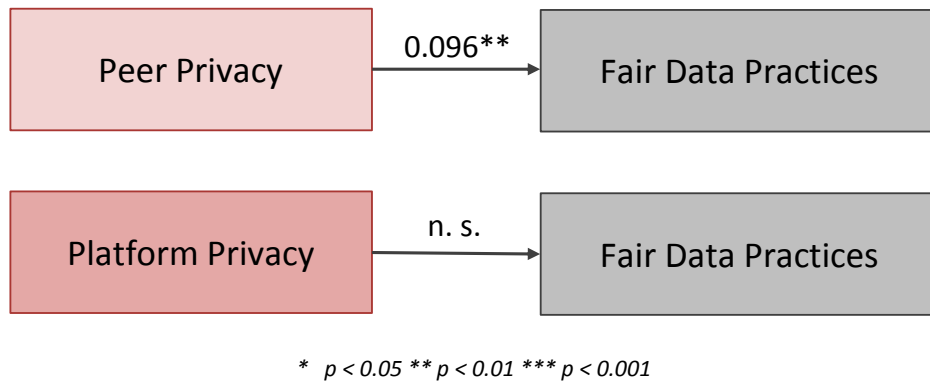 0.096**
Peer Privacy
Fair Data Practices
n. s.
Platform Privacy
Fair Data Practices
* p < 0.05 ** p < 0.01 *** p < 0.001